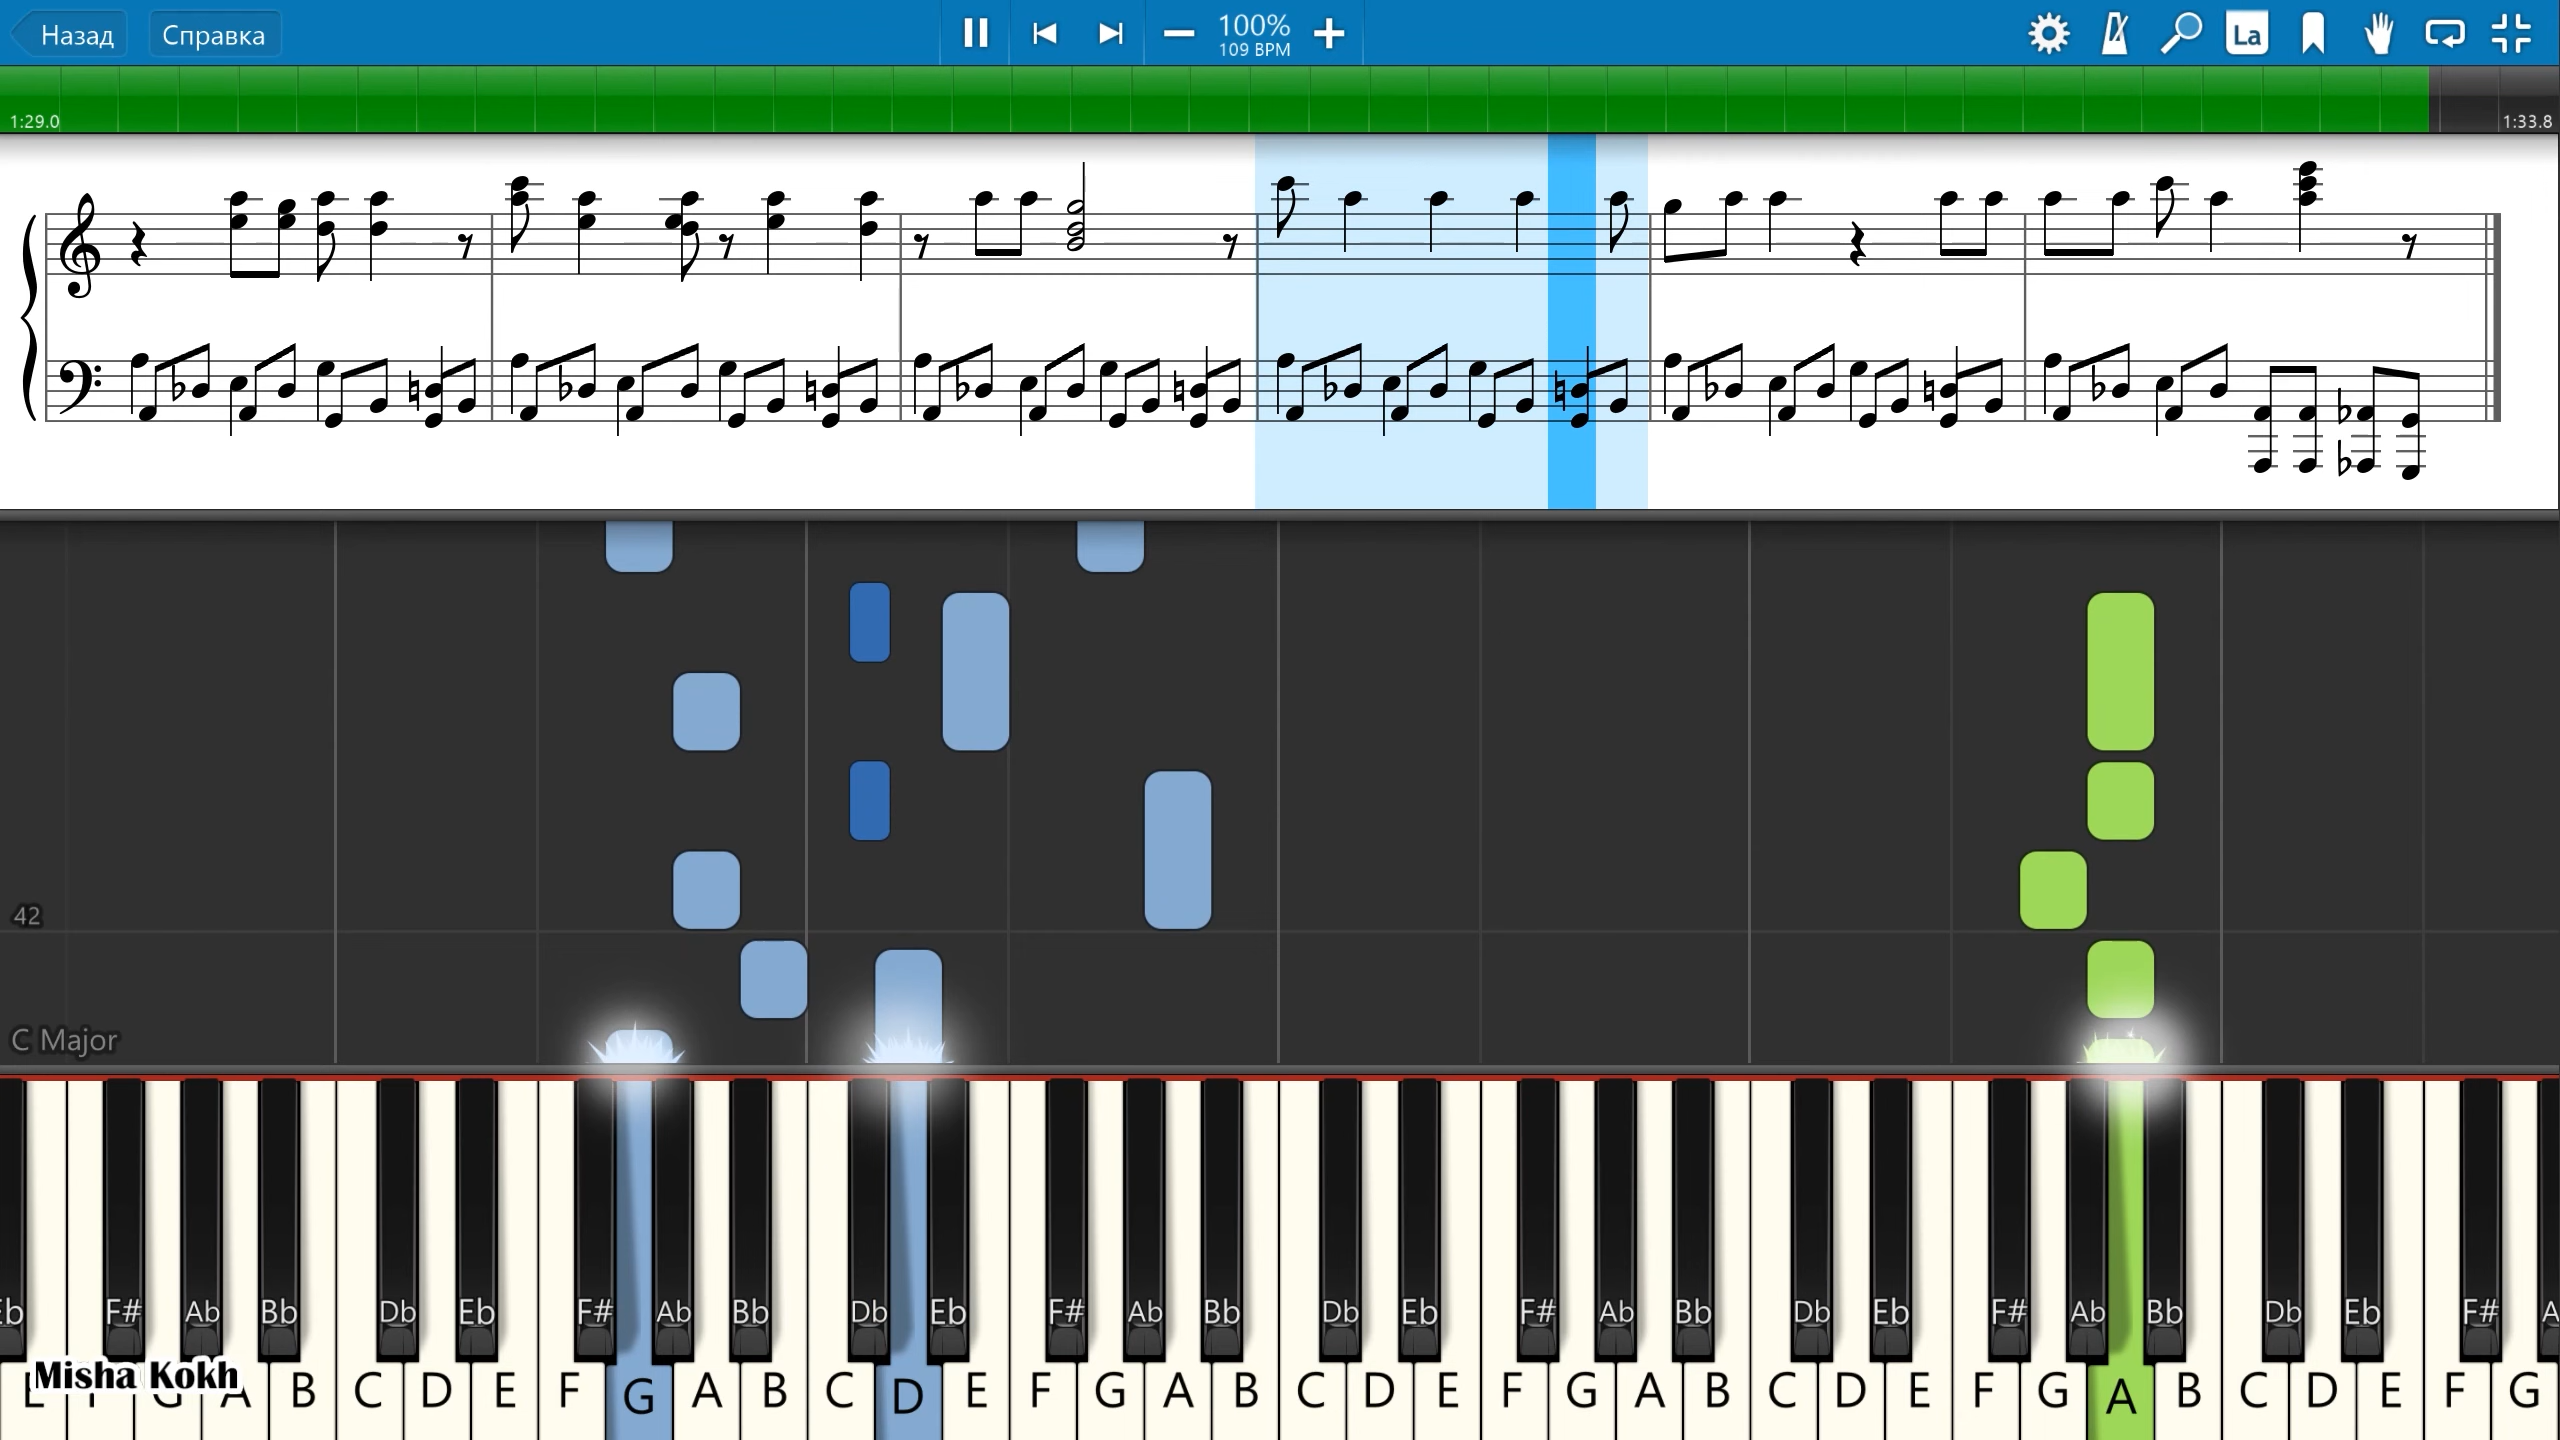 Назад Справка 100% La
109 BPM
1:29.0 1:33.8
42
C Major
Eb F# Ab Bb Db Eb F# Ab Bb Db Eb F# Ab Bb Db Eb F# Ab Bb Db Eb F# Ab Bb Db Eb F# A
Misha Kokh
E F G A B C D E F G A B C D E F G A B C D E F G A B C D E F G A B C D E F G